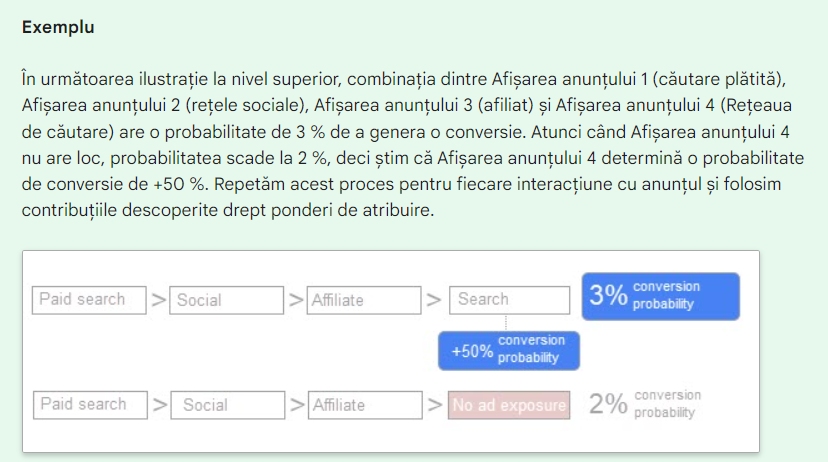 Exemplu
În următoarea ilustrație la nivel superior, combinația dintre Afișarea anunțului 1 (căutare plătită),
Afișarea anunțului 2 (rețele sociale), Afișarea anunțului 3 (afiliat) și Afișarea anunțului 4 (Rețeaua
de căutare) are o probabilitate de 3 % de a genera o conversie. Atunci când Afișarea anunțului 4
nu are loc, probabilitatea scade la 2 %, deci știm că Afișarea anunțului 4 determină o probabilitate
de conversie de +50 %. Repetăm acest proces pentru fiecare interacțiune cu anunțul și folosim
contribuțiile descoperite drept ponderi de atribuire.
Paid search > Social > Affiliate > Search 3% conversion probability
+50% conversion probability
Paid search > Social > Affiliate > No ad exposure 2% conversion probability